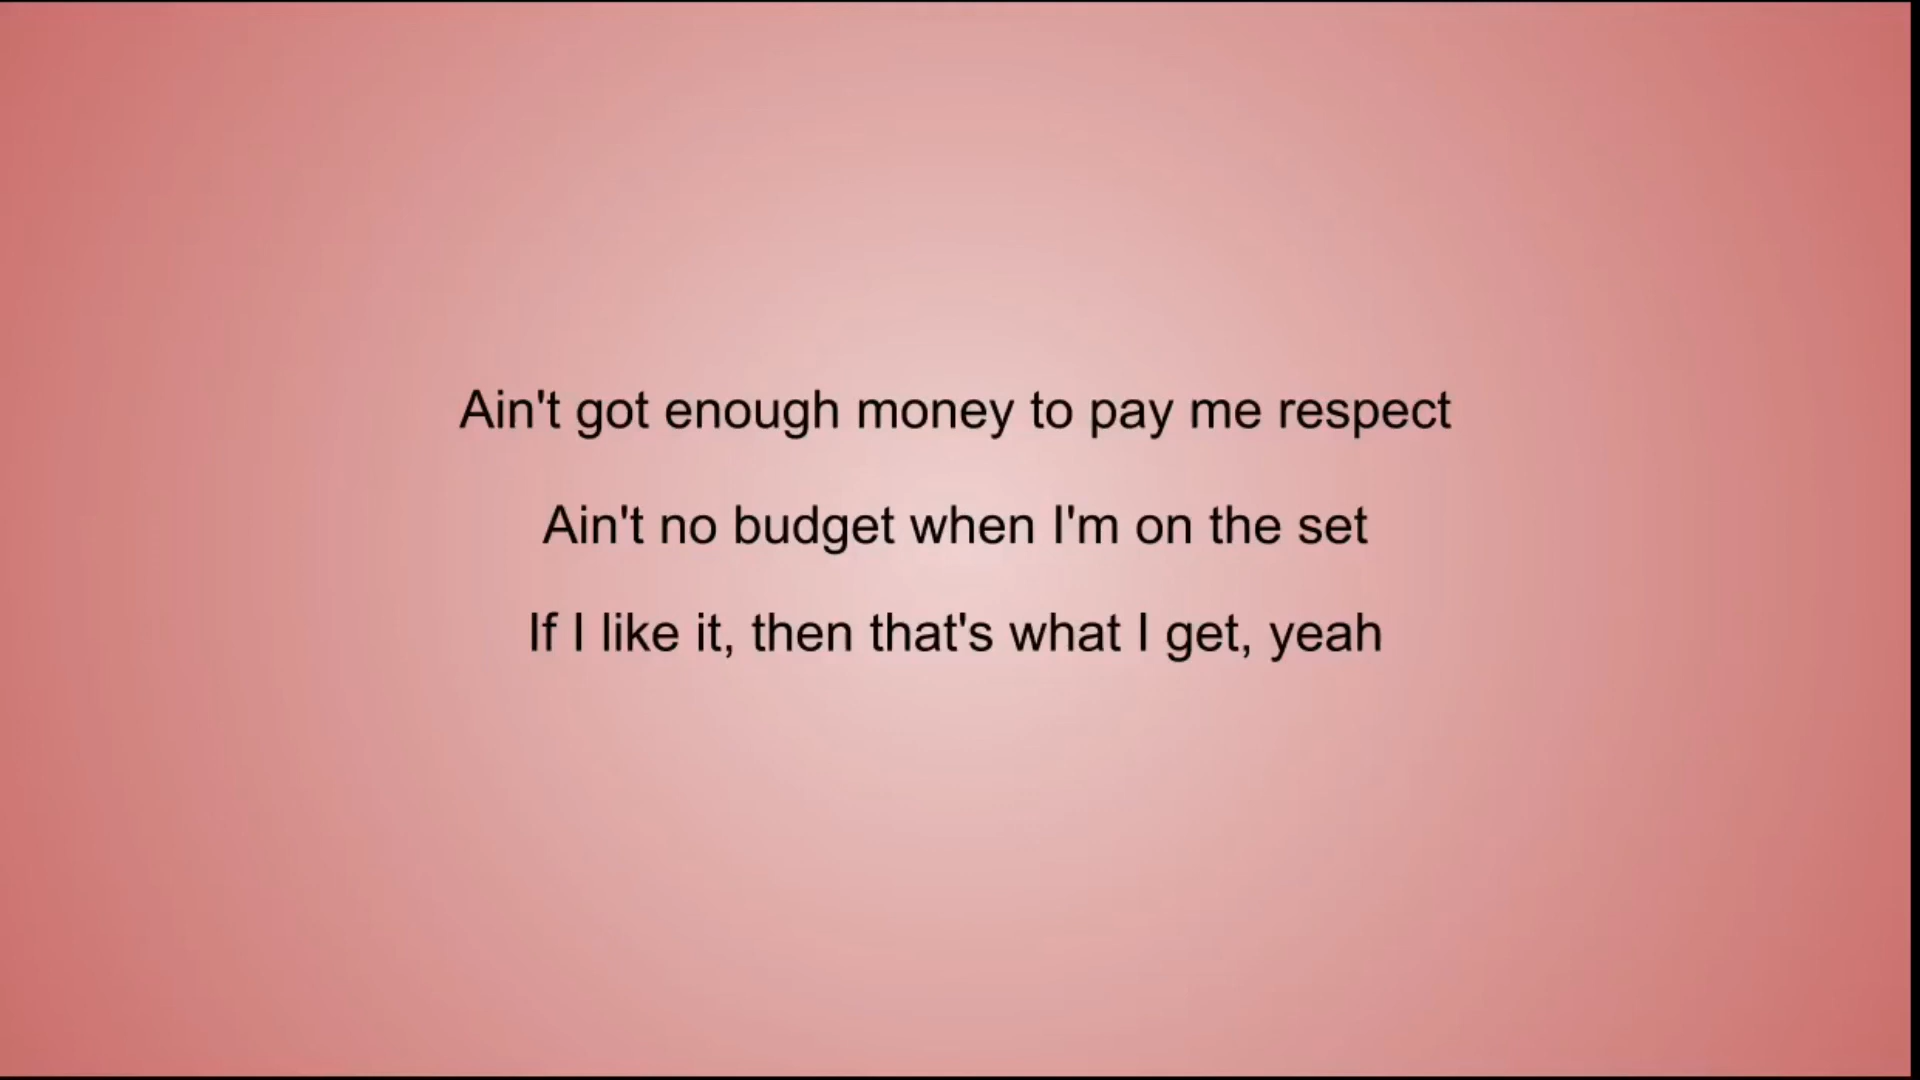 Ain't got enough money to pay me respect
Ain't no budget when I'm on the set
If I like it, then that's what I get, yeah